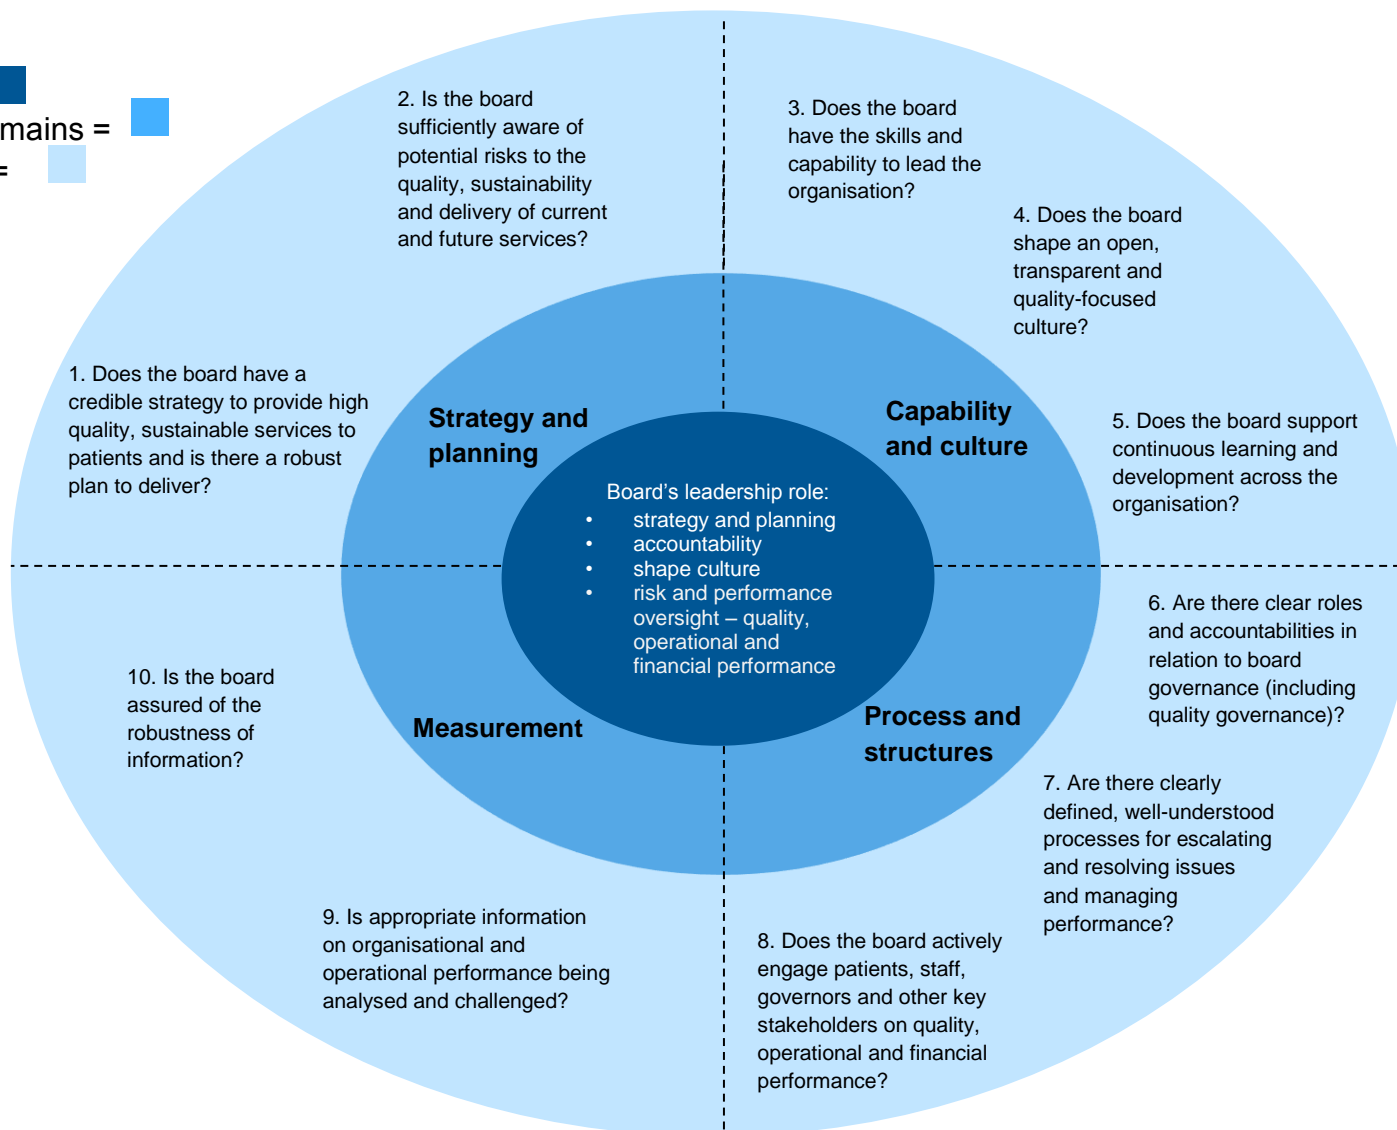 mains =
=
2. Is the board
sufficiently aware of
potential risks to the
quality, sustainability
and delivery of current
and future services?
3. Does the board
have the skills and
capability to lead the
organisation?
4. Does the board
shape an open,
transparent and
quality-focused
culture?
1. Does the board have a
credible strategy to provide high
quality, sustainable services to
patients and is there a robust
plan to deliver?
Strategy and
planning
Capability
and culture
5. Does the board support
continuous learning and
development across the
organisation?
Board’s leadership role:
• strategy and planning
• accountability
• shape culture
• risk and performance
oversight – quality,
operational and
financial performance
6. Are there clear roles
and accountabilities in
relation to board
governance (including
quality governance)?
10. Is the board
assured of the
robustness of
information?
Measurement
Process and
structures
7. Are there clearly
defined, well-understood
processes for escalating
and resolving issues
and managing
performance?
9. Is appropriate information
on organisational and
operational performance being
analysed and challenged?
8. Does the board actively
engage patients, staff,
governors and other key
stakeholders on quality,
operational and financial
performance?